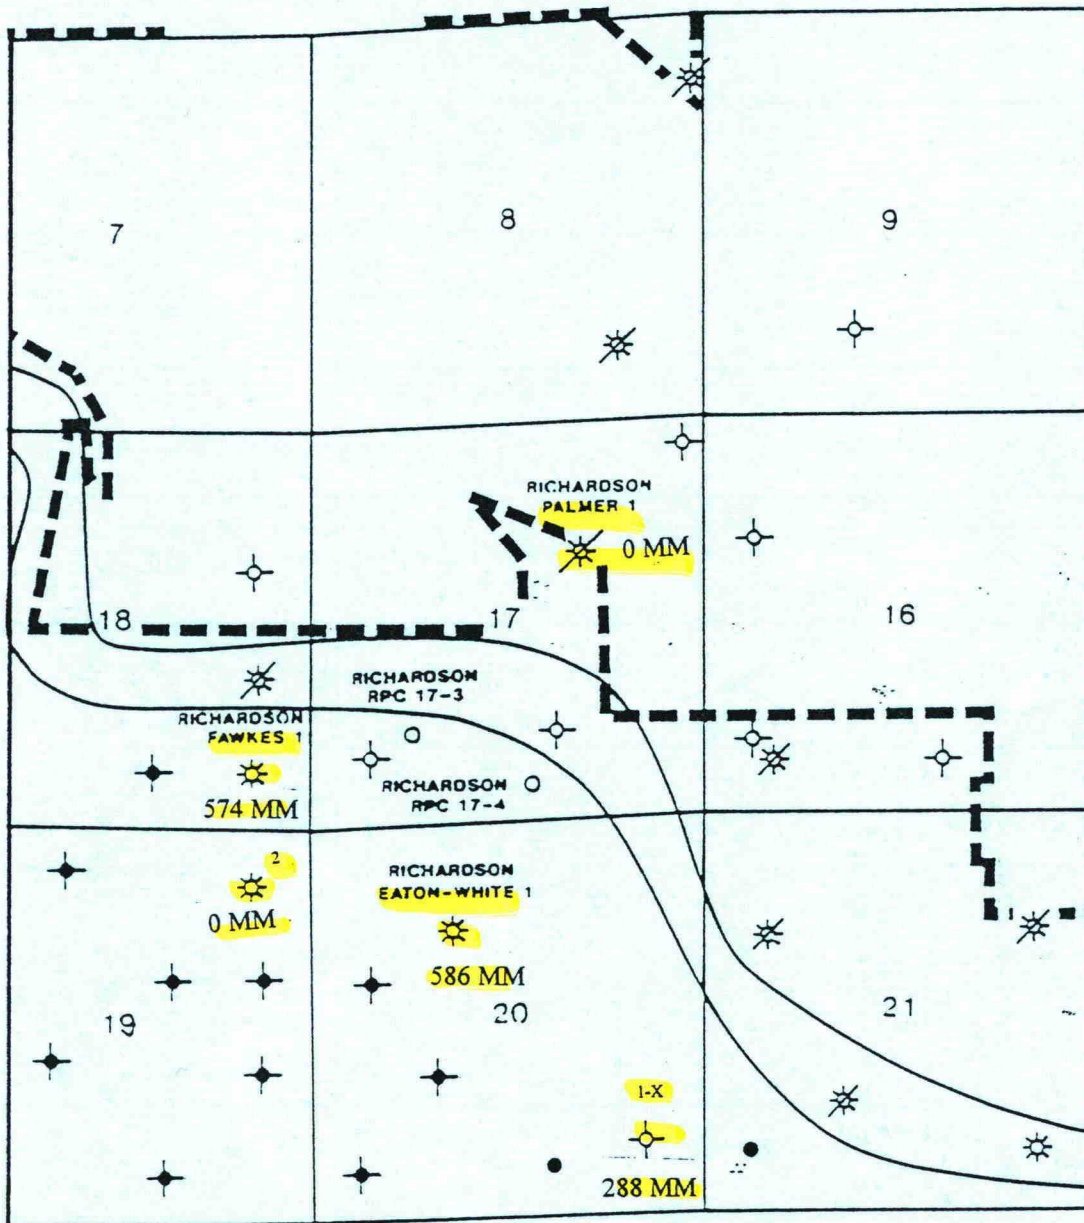 7
8
9
RICHARDSON
PALMER 1
0 MM
18
17
16
RICHARDSON
RPC 17-3
RICHARDSON
FAWKES 1
574 MM
RICHARDSON
RPC 17-4
2
0 MM
RICHARDSON
EATON-WHITE 1
586 MM
19
20
21
1-X
288 MM